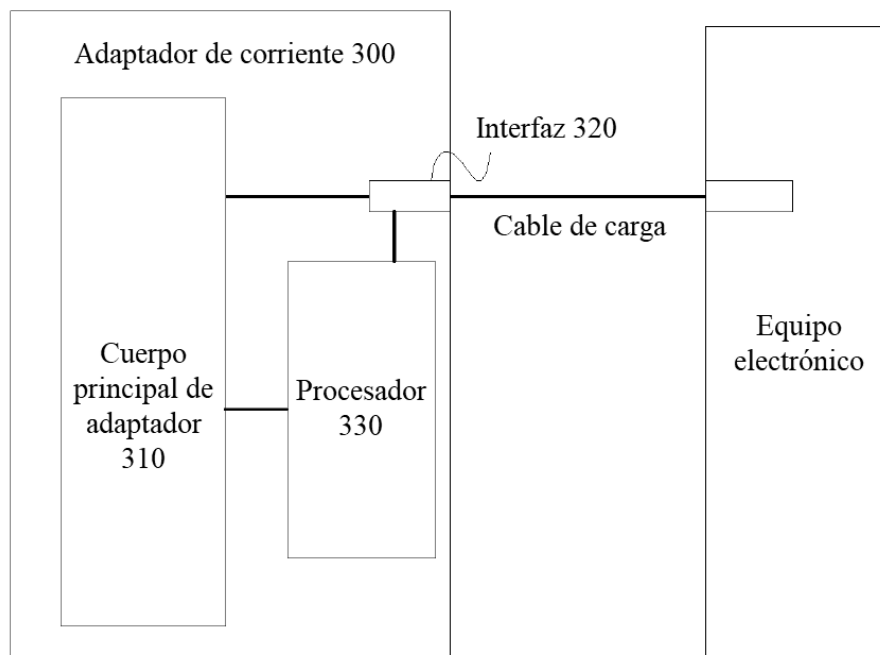 Adaptador de corriente 300
Interfaz 320
Cable de carga
Cuerpo
principal de
adaptador
310
Procesador
330
Equipo
electrónico